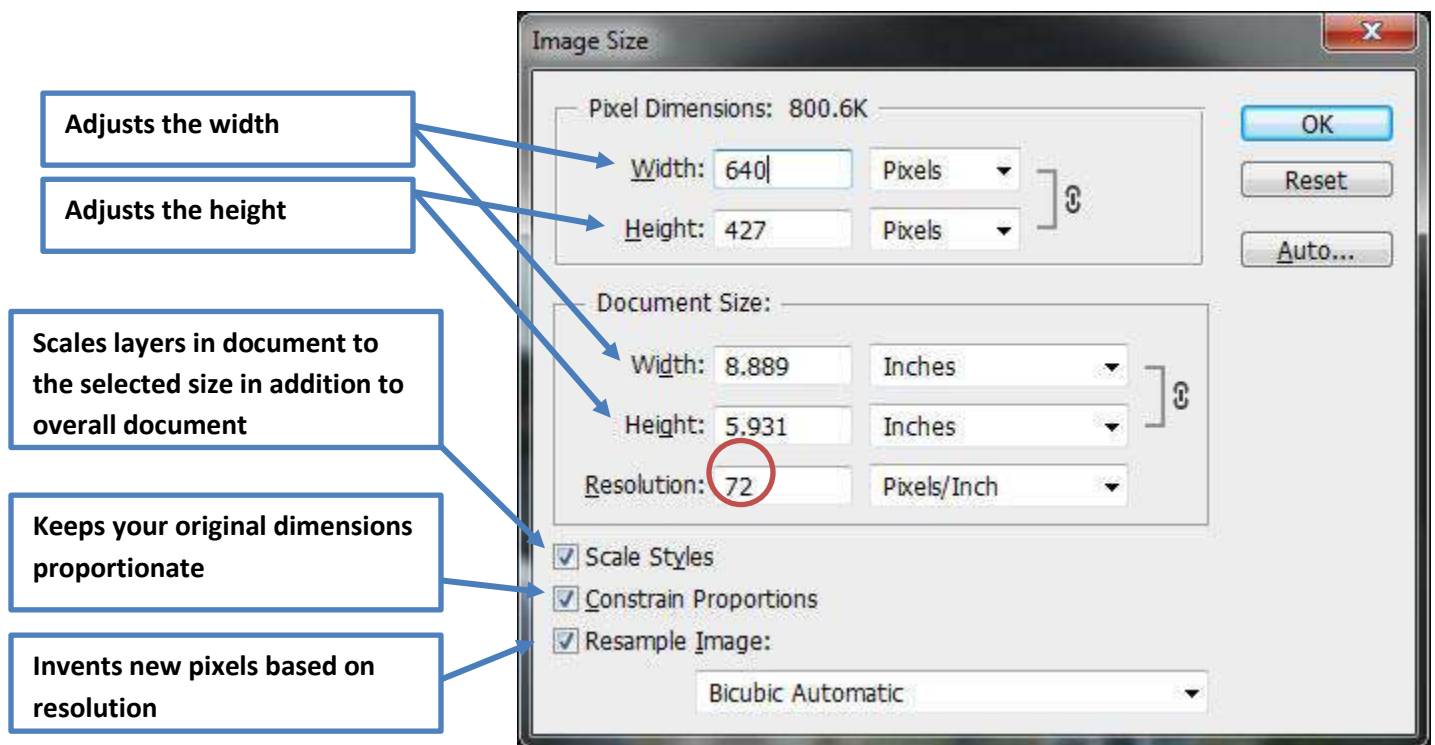 Image Size
Adjusts the width
Adjusts the height
Scales layers in document to
the selected size in addition to
overall document
Keeps your original dimensions
proportionate
Invents new pixels based on
resolution
Pixel Dimensions: 800.6K
Width: 640 Pixels
Height: 427 Pixels
Document Size:
Width: 8.889 Inches
Height: 5.931 Inches
Resolution: 72 Pixels/Inch
Scale Styles
Constrain Proportions
Resample Image:
Bicubic Automatic
OK
Reset
Auto...